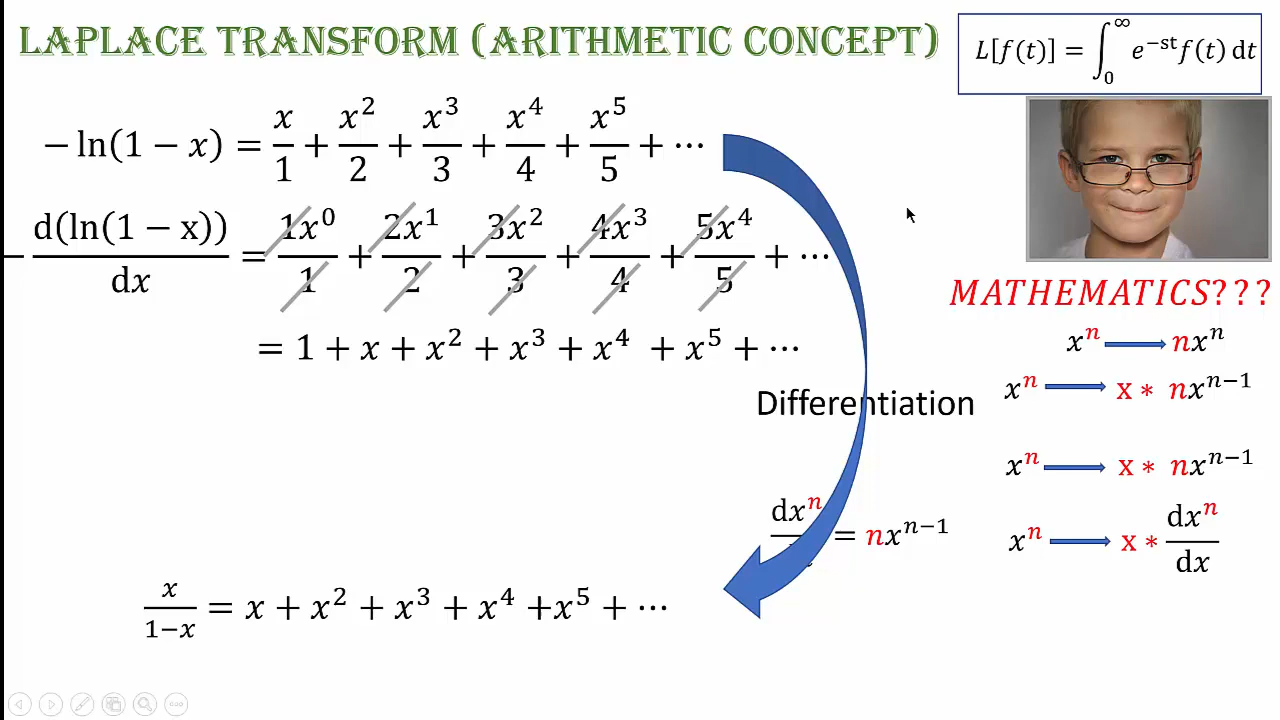 LAPLACE TRANSFORM (ARITHMETIC CONCEPT)
L[f(t)] = ∫₀^∞ e^{−st} f(t) dt
−ln(1 − x) = x/1 + x²/2 + x³/3 + x⁴/4 + x⁵/5 + ⋯
− d(ln(1 − x))/dx = 1x⁰/1 + 2x¹/2 + 3x²/3 + 4x³/4 + 5x⁴/5 + ⋯
= 1 + x + x² + x³ + x⁴ + x⁵ + ⋯
MATHEMATICS???
xⁿ → nxⁿ
xⁿ → x ∗ nxⁿ⁻¹
Differentiation
xⁿ → x ∗ nxⁿ⁻¹
dxⁿ = nxⁿ⁻¹
xⁿ → x ∗ dxⁿ/dx
x/1−x = x + x² + x³ + x⁴ +x⁵ + ⋯